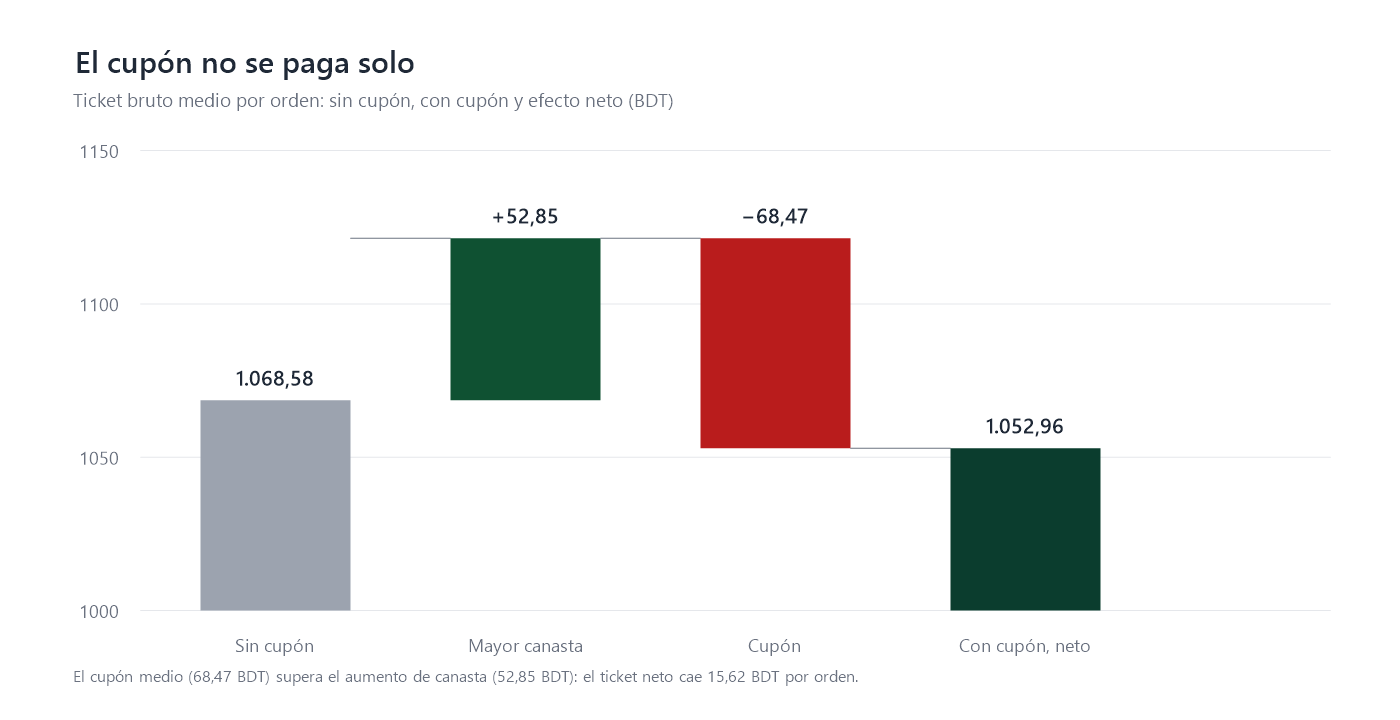 El cupón no se paga solo
Ticket bruto medio por orden: sin cupón, con cupón y efecto neto (BDT)
1150
+52,85
−68,47
1100
1.068,58
1.052,96
1050
1000
Sin cupón
Mayor canasta
Cupón
Con cupón, neto
El cupón medio (68,47 BDT) supera el aumento de canasta (52,85 BDT): el ticket neto cae 15,62 BDT por orden.